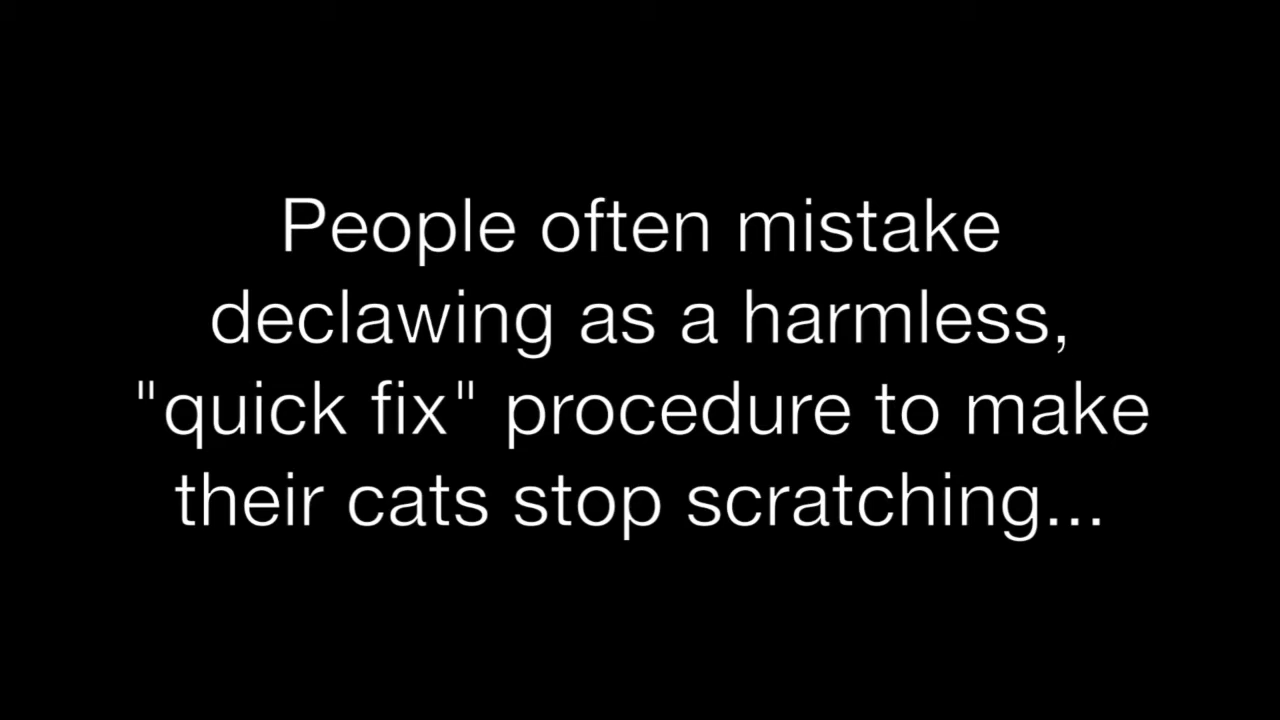 People often mistake
declawing as a harmless,
"quick fix" procedure to make
their cats stop scratching...